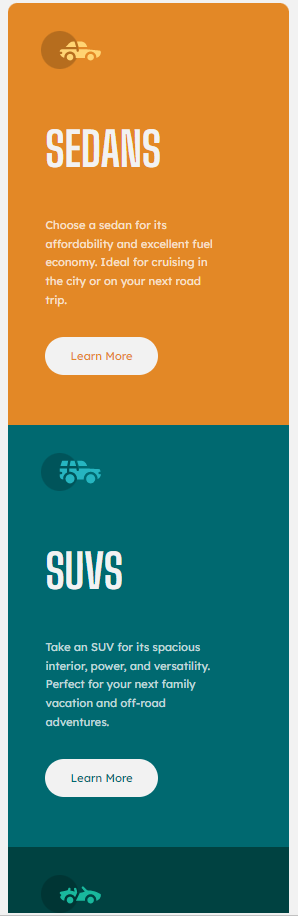 SEDANS
Choose a sedan for its
affordability and excellent fuel
economy. Ideal for cruising in
the city or on your next road
trip.
Learn More
SUVS
Take an SUV for its spacious
interior, power, and versatility.
Perfect for your next family
vacation and off-road
adventures.
Learn More